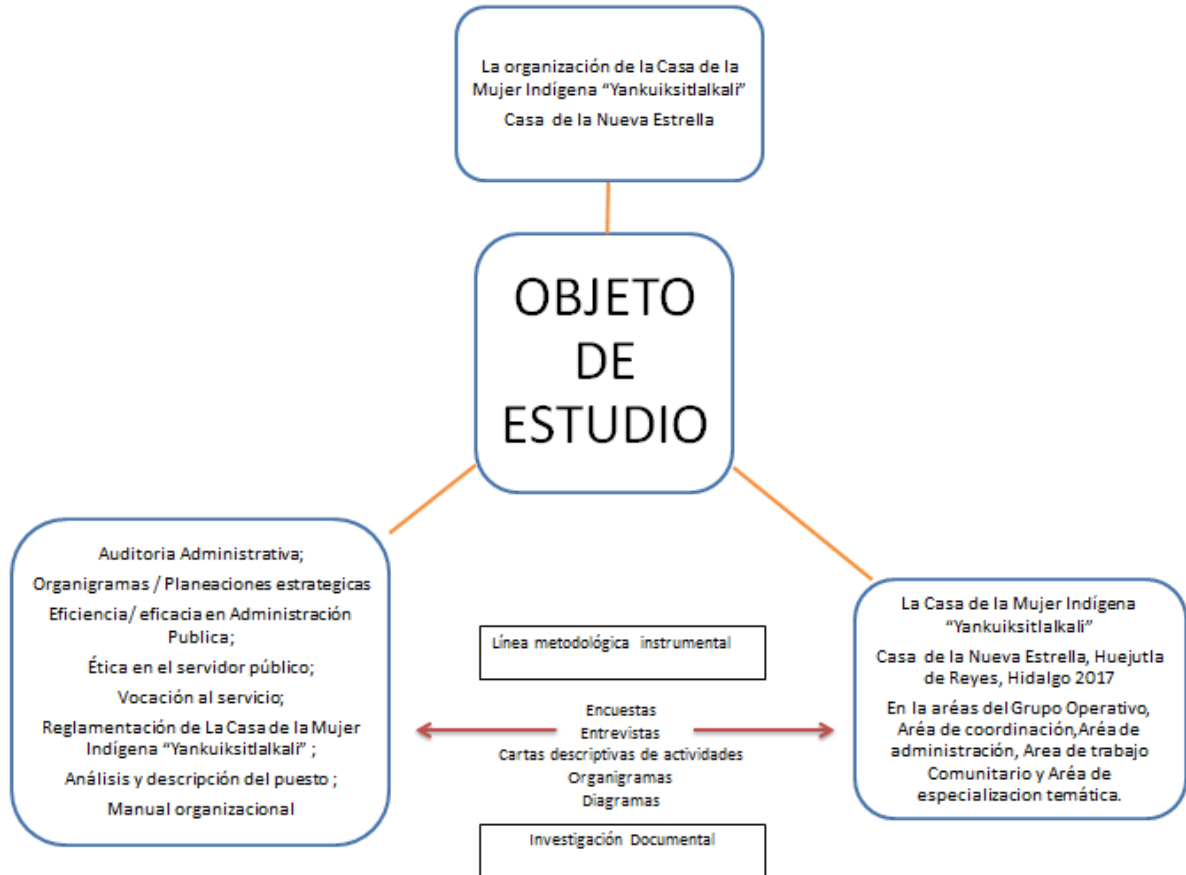 La organización de la Casa de la
Mujer Indígena “Yankuiksitlalkali”
Casa de la Nueva Estrella
OBJETO
DE
ESTUDIO
Auditoria Administrativa;
Organigramas / Planeaciones estrategicas
Eficiencia/ eficacia en Administración
Publica;
Ética en el servidor público;
Vocación al servicio;
Reglamentación de La Casa de la Mujer
Indígena “Yankuiksitlalkali” ;
Análisis y descripción del puesto ;
Manual organizacional
Línea metodológica instrumental
Encuestas
Entrevistas
Cartas descriptivas de actividades
Organigramas
Diagramas
Investigación Documental
La Casa de la Mujer Indígena
“Yankuiksitlalkali”
Casa de la Nueva Estrella, Huejutla
de Reyes, Hidalgo 2017
En la aréas del Grupo Operativo,
Aréa de coordinación,Aréa de
administración, Area de trabajo
Comunitario y Aréa de
especializacion temática.